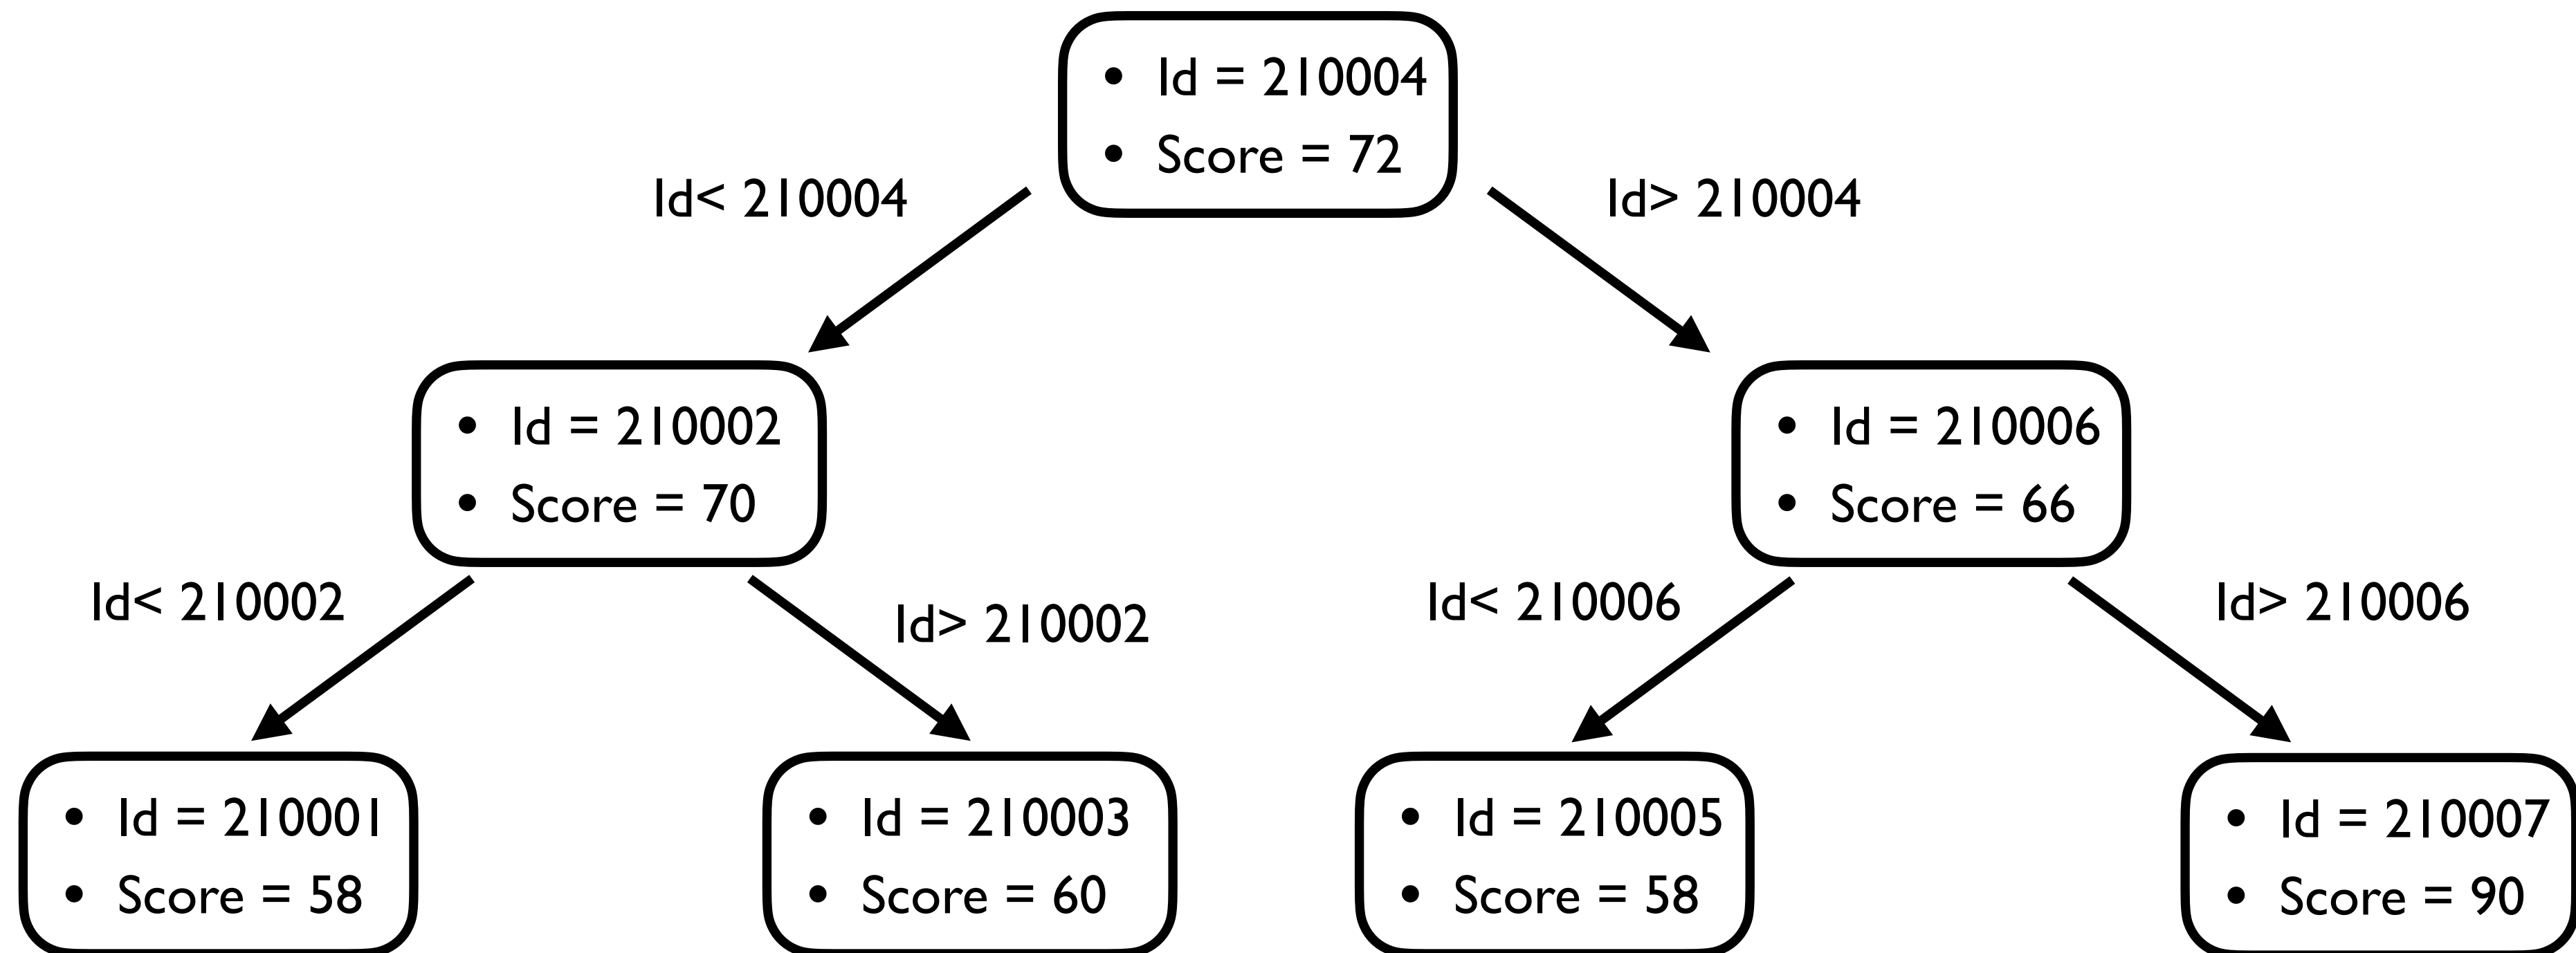 • Id = 210004
• Score = 72
Id< 210004
Id> 210004
• Id = 210002
• Score = 70
• Id = 210006
• Score = 66
Id< 210002
Id> 210002
Id< 210006
Id> 210006
• Id = 210001
• Score = 58
• Id = 210003
• Score = 60
• Id = 210005
• Score = 58
• Id = 210007
• Score = 90